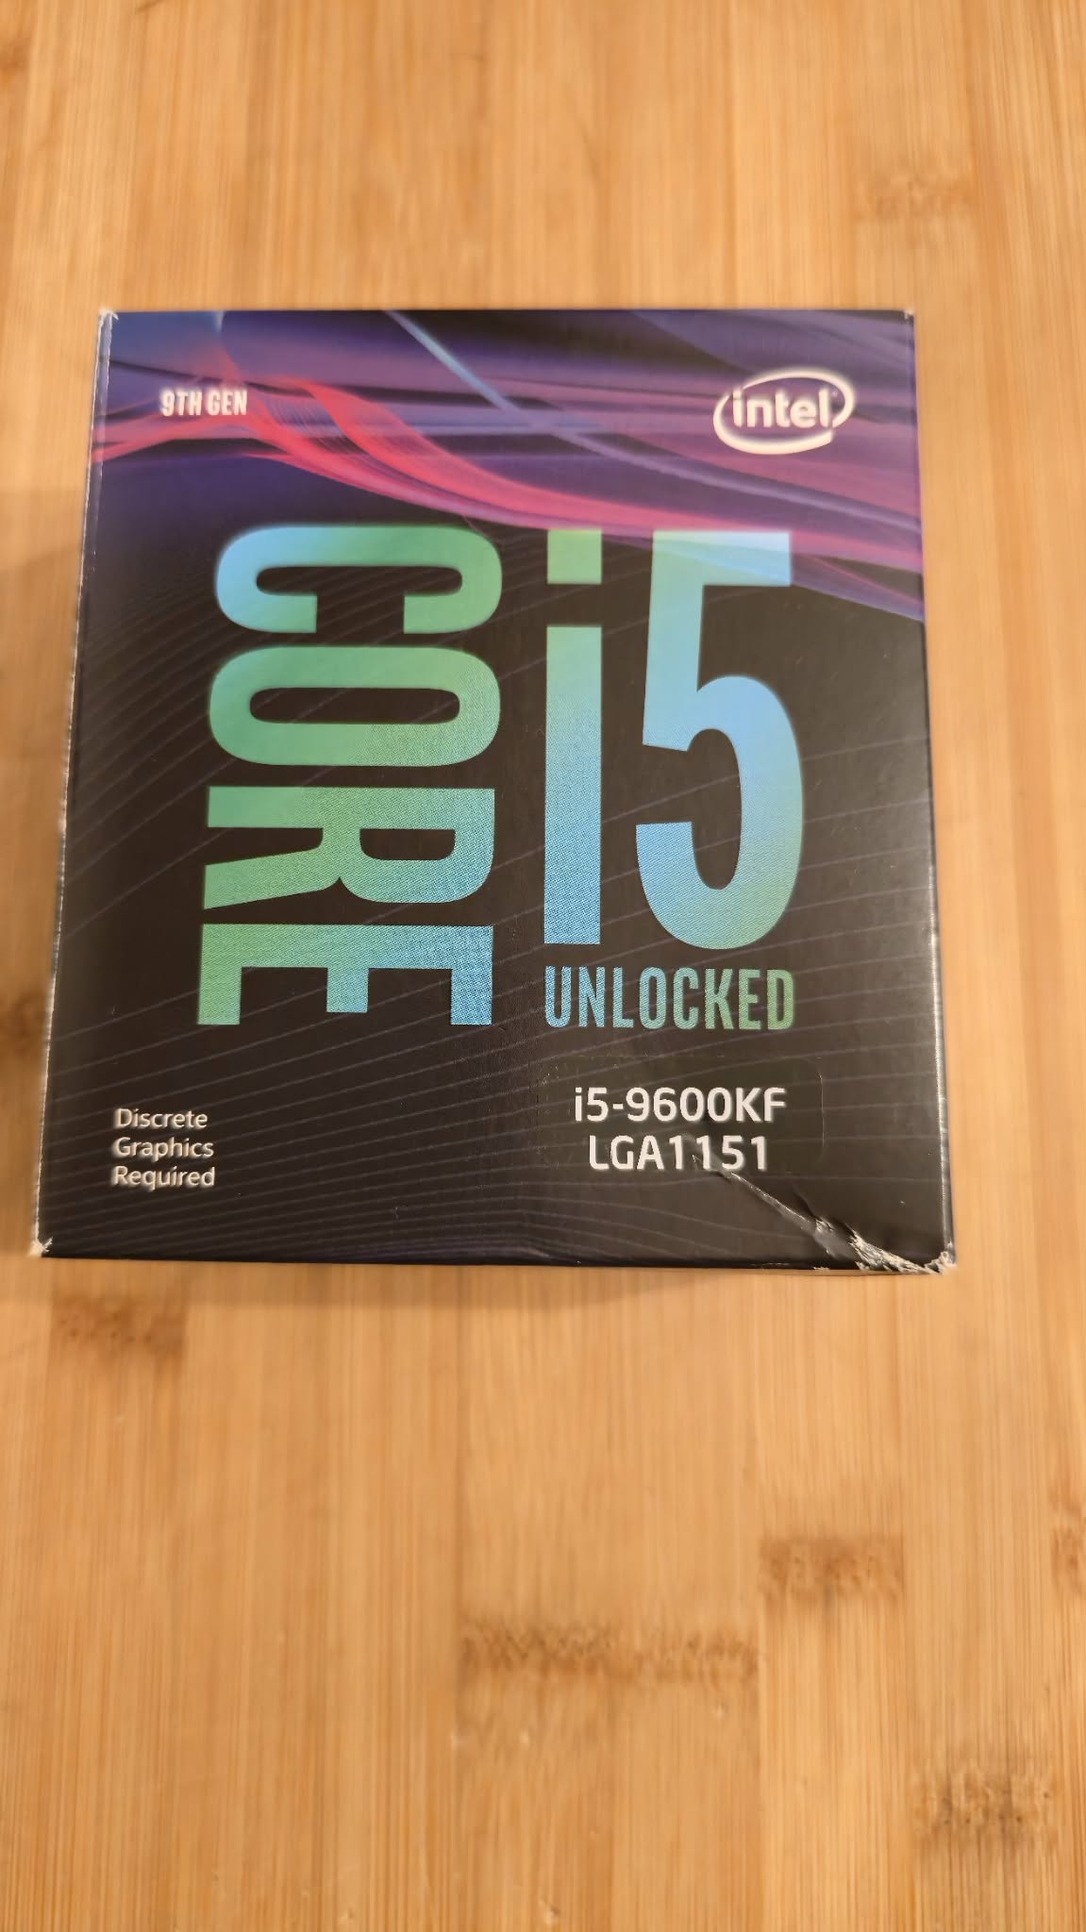 9TH GEN
intel
CORE
i5
UNLOCKED
Discrete
Graphics
Required
i5-9600KF
LGA1151